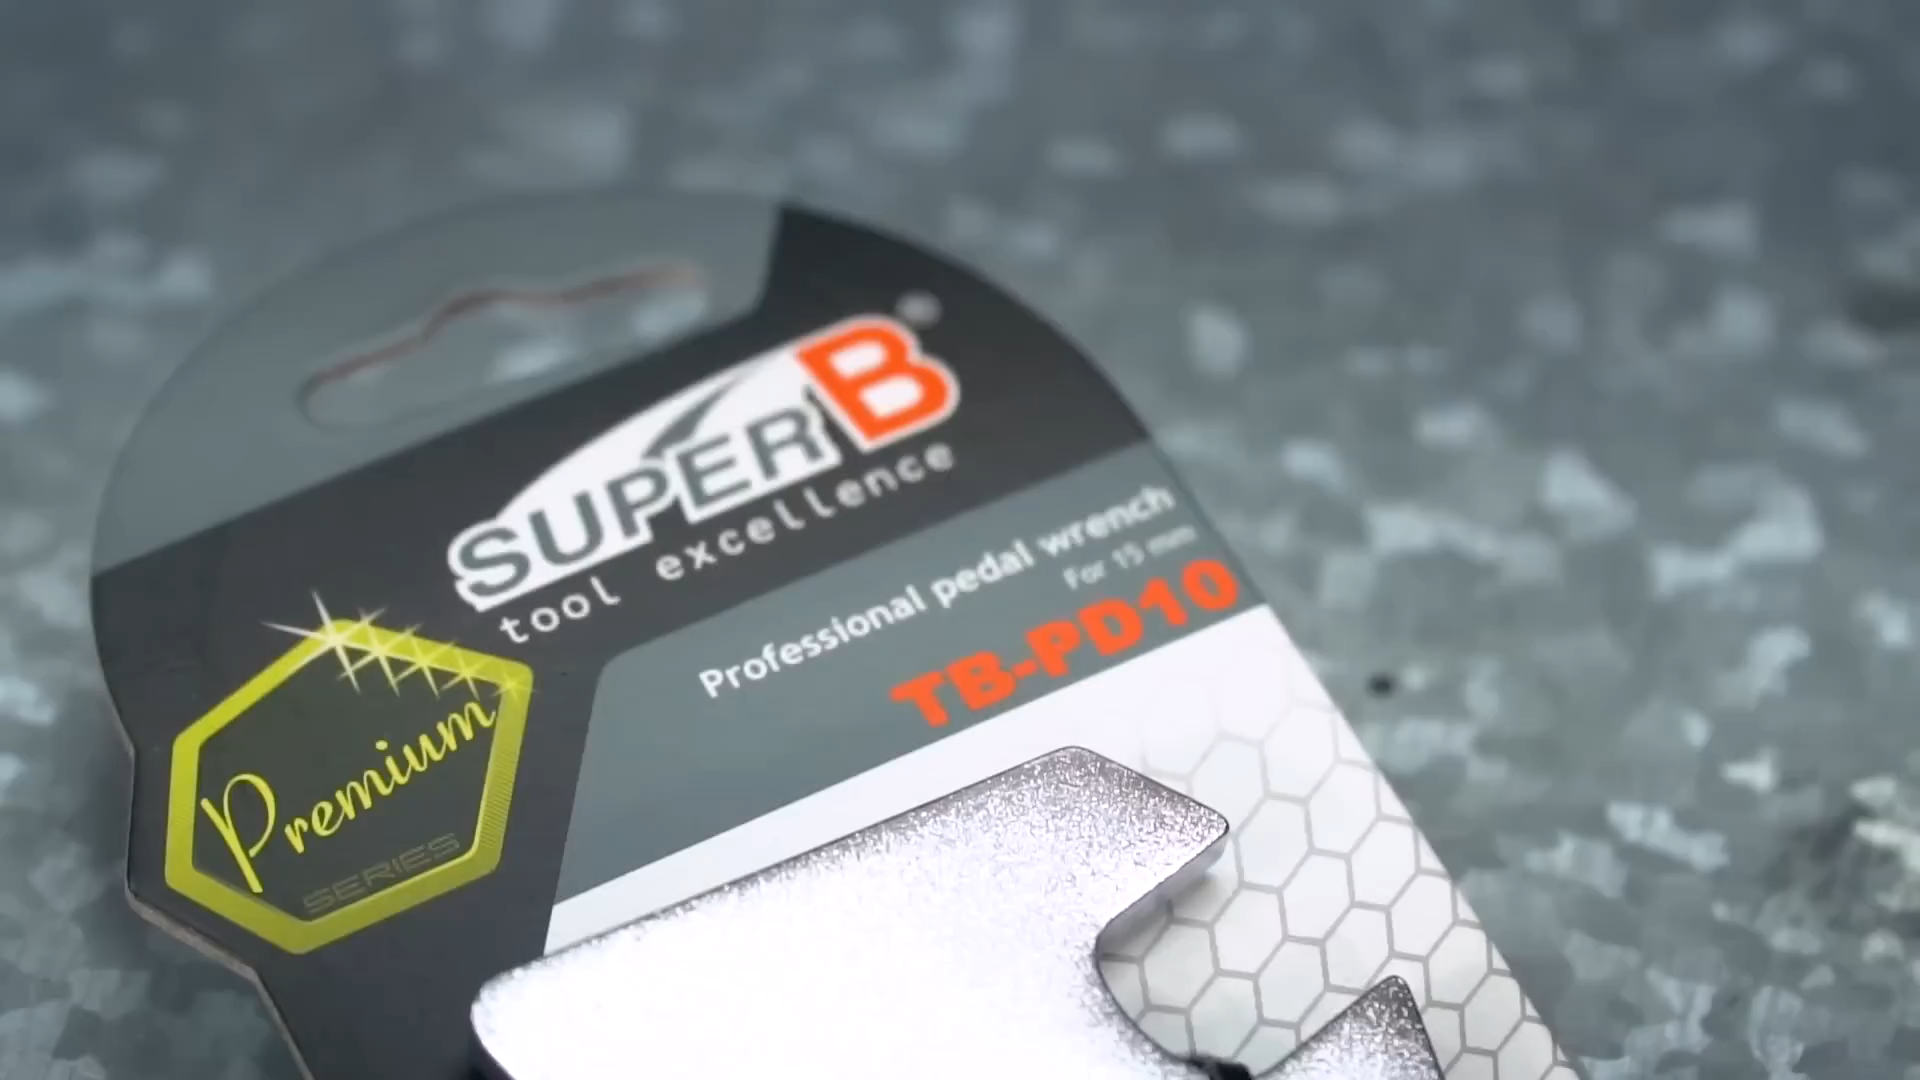 SUPER B®
tool excellence
Professional pedal wrench
For 15 mm
TB-PD10
Premium
SERIES